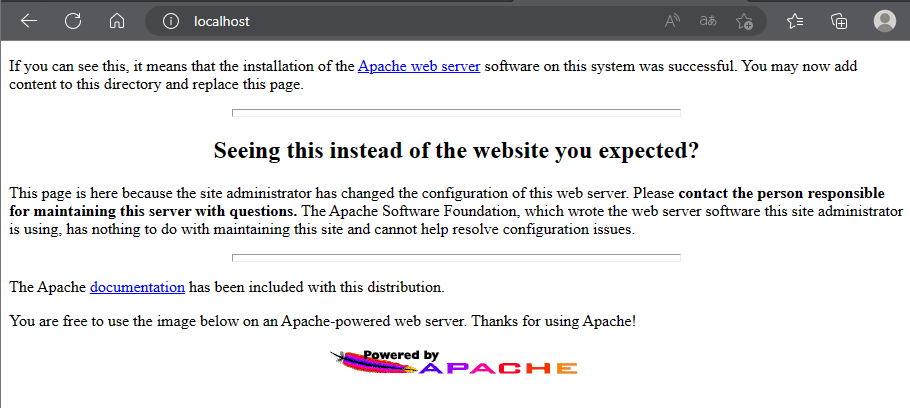 localhost
If you can see this, it means that the installation of the Apache web server software on this system was successful. You may now add
content to this directory and replace this page.
Seeing this instead of the website you expected?
This page is here because the site administrator has changed the configuration of this web server. Please contact the person responsible
for maintaining this server with questions. The Apache Software Foundation, which wrote the web server software this site administrator
is using, has nothing to do with maintaining this site and cannot help resolve configuration issues.
The Apache documentation has been included with this distribution.
You are free to use the image below on an Apache-powered web server. Thanks for using Apache!
Powered by
APACHE